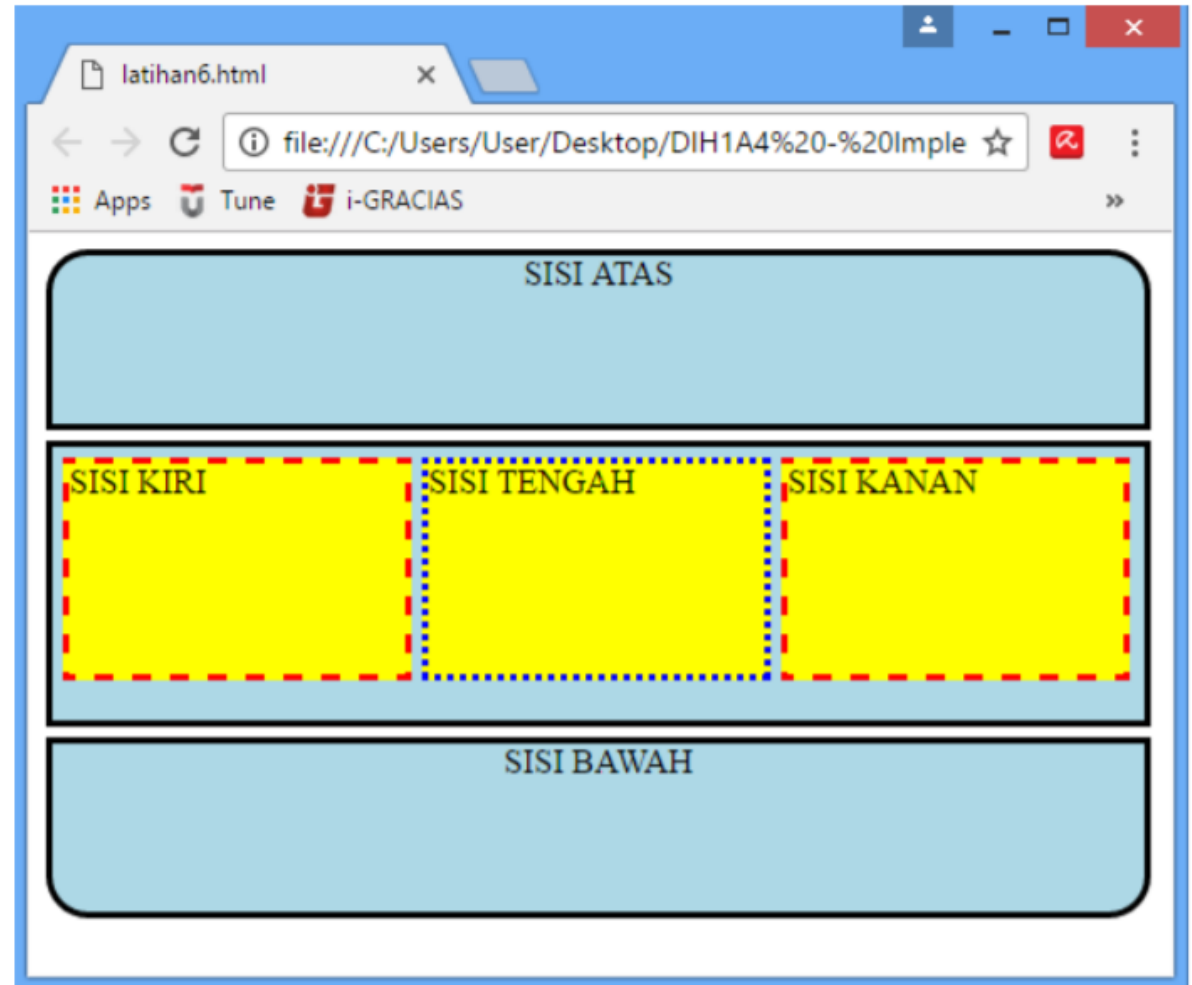 latihan6.html
file:///C:/Users/User/Desktop/DIH1A4%20-%20Imple
Apps Tune i-GRACIAS »
SISI ATAS
SISI KIRI SISI TENGAH SISI KANAN
SISI BAWAH